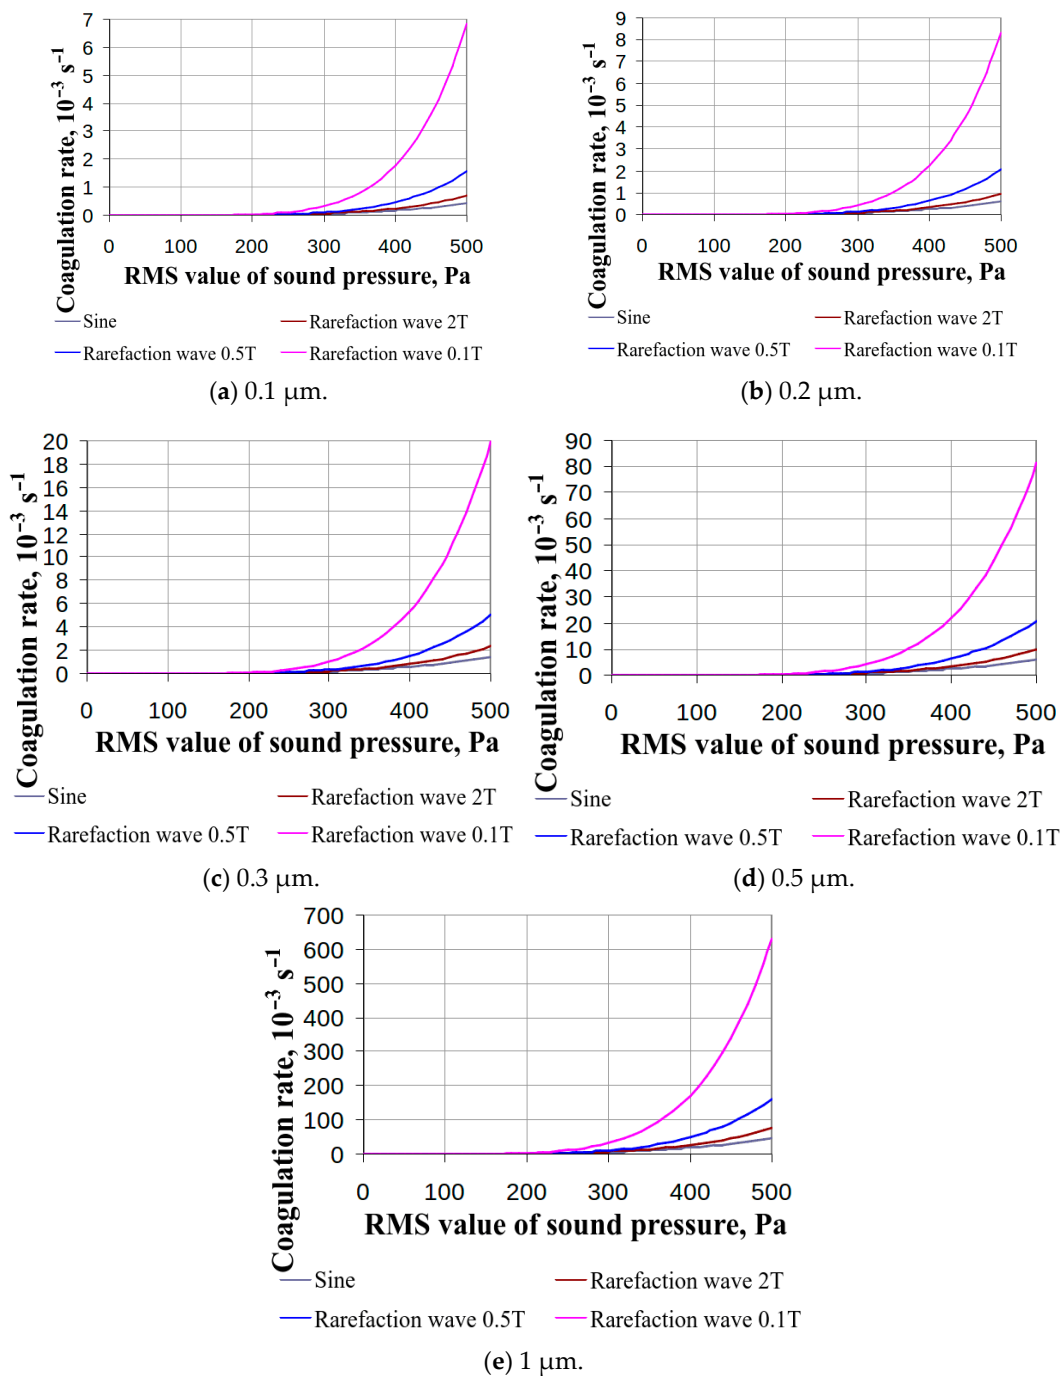 Coagulation rate, 10⁻³ s⁻¹
7
6
5
4
3
2
1
0
0 100 200 300 400 500
RMS value of sound pressure, Pa
Sine Rarefaction wave 2T
Rarefaction wave 0.5T Rarefaction wave 0.1T
(a) 0.1 μm.
Coagulation rate, 10⁻³ s⁻¹
9
8
7
6
5
4
3
2
1
0
0 100 200 300 400 500
RMS value of sound pressure, Pa
Sine Rarefaction wave 2T
Rarefaction wave 0.5T Rarefaction wave 0.1T
(b) 0.2 μm.
Coagulation rate, 10⁻³ s⁻¹
20
18
16
14
12
10
8
6
4
2
0
0 100 200 300 400 500
RMS value of sound pressure, Pa
Sine Rarefaction wave 2T
Rarefaction wave 0.5T Rarefaction wave 0.1T
(c) 0.3 μm.
Coagulation rate, 10⁻³ s⁻¹
90
80
70
60
50
40
30
20
10
0
0 100 200 300 400 500
RMS value of sound pressure, Pa
Sine Rarefaction wave 2T
Rarefaction wave 0.5T Rarefaction wave 0.1T
(d) 0.5 μm.
Coagulation rate, 10⁻³ s⁻¹
700
600
500
400
300
200
100
0
0 100 200 300 400 500
RMS value of sound pressure, Pa
Sine Rarefaction wave 2T
Rarefaction wave 0.5T Rarefaction wave 0.1T
(e) 1 μm.